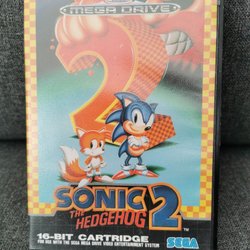 MEGA DRIVE
2
SONIC
THE
HEDGEHOG 2
16-BIT CARTRIDGE
FOR USE WITH THE SEGA MEGA DRIVE VIDEO ENTERTAINMENT SYSTEM
SEGA